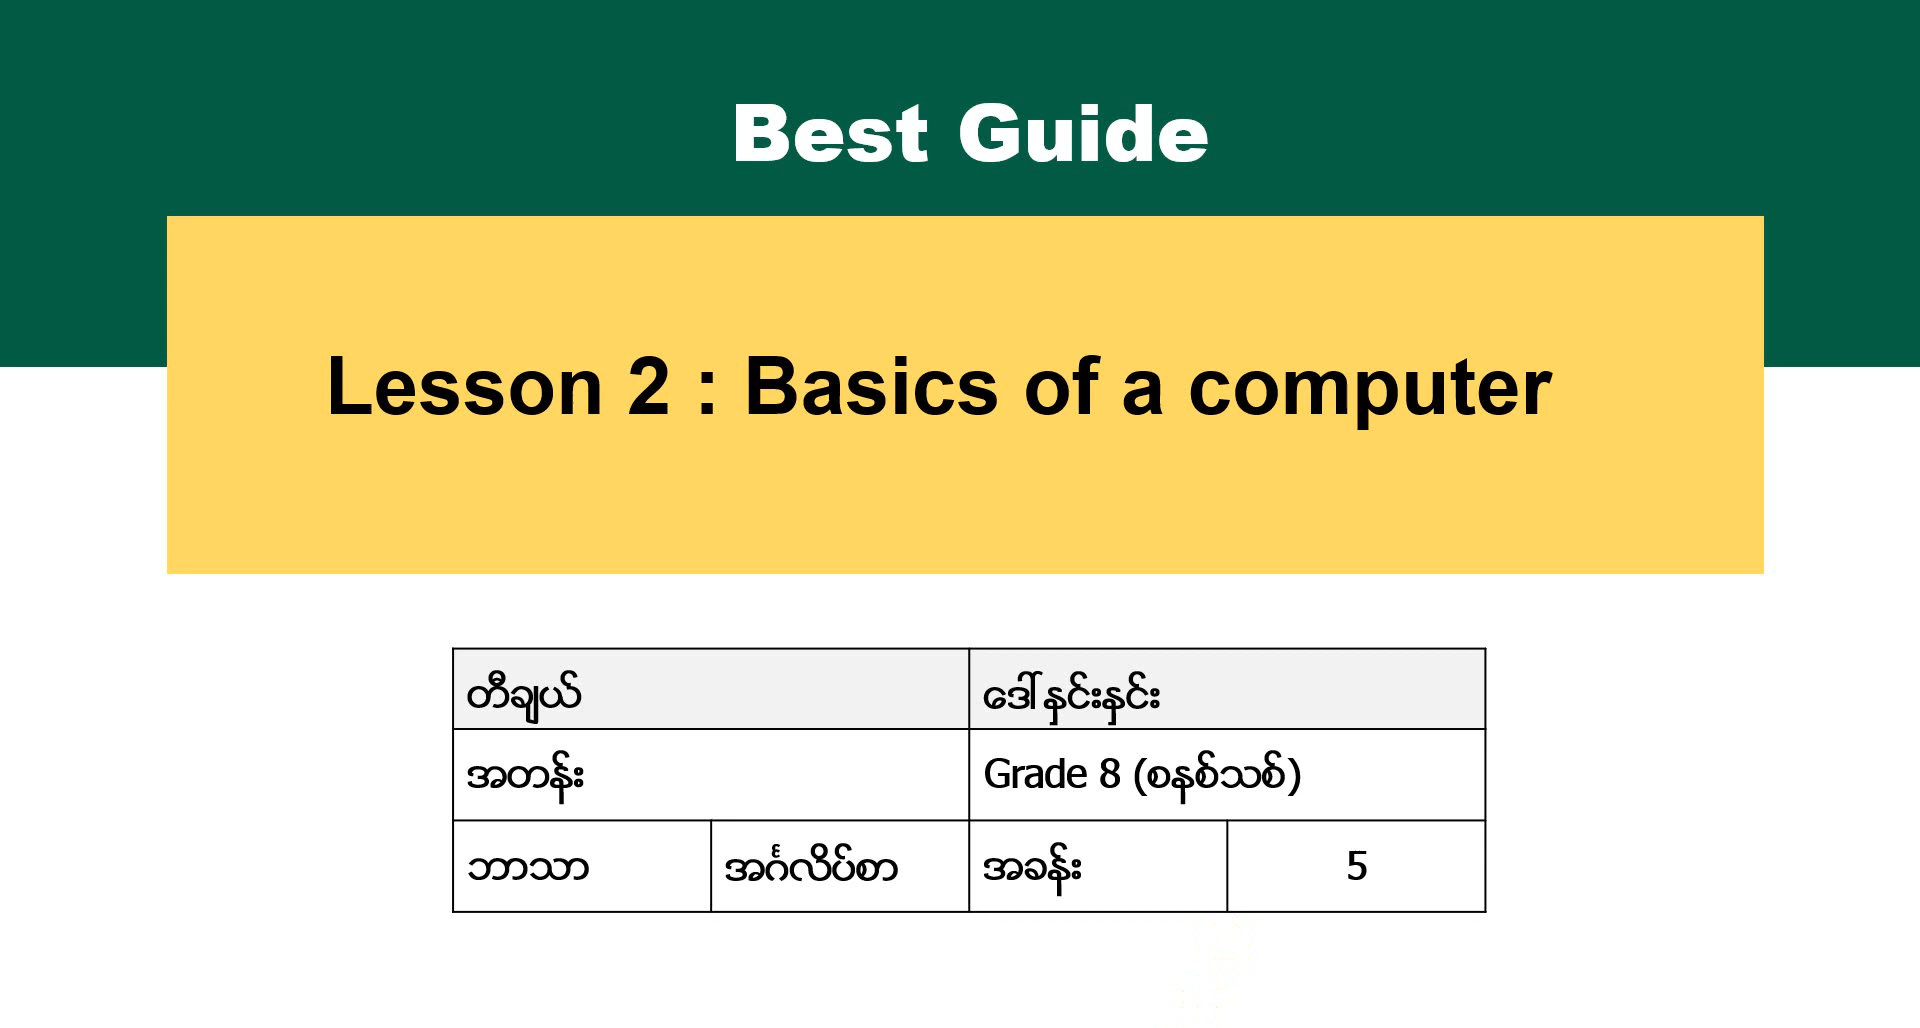 Best Guide
Lesson 2 : Basics of a computer
တီချယ် ဒေါ်နှင်းနှင်း
အတန်း Grade 8 (စနစ်သစ်)
ဘာသာ အင်္ဂလိပ်စာ အခန်း 5